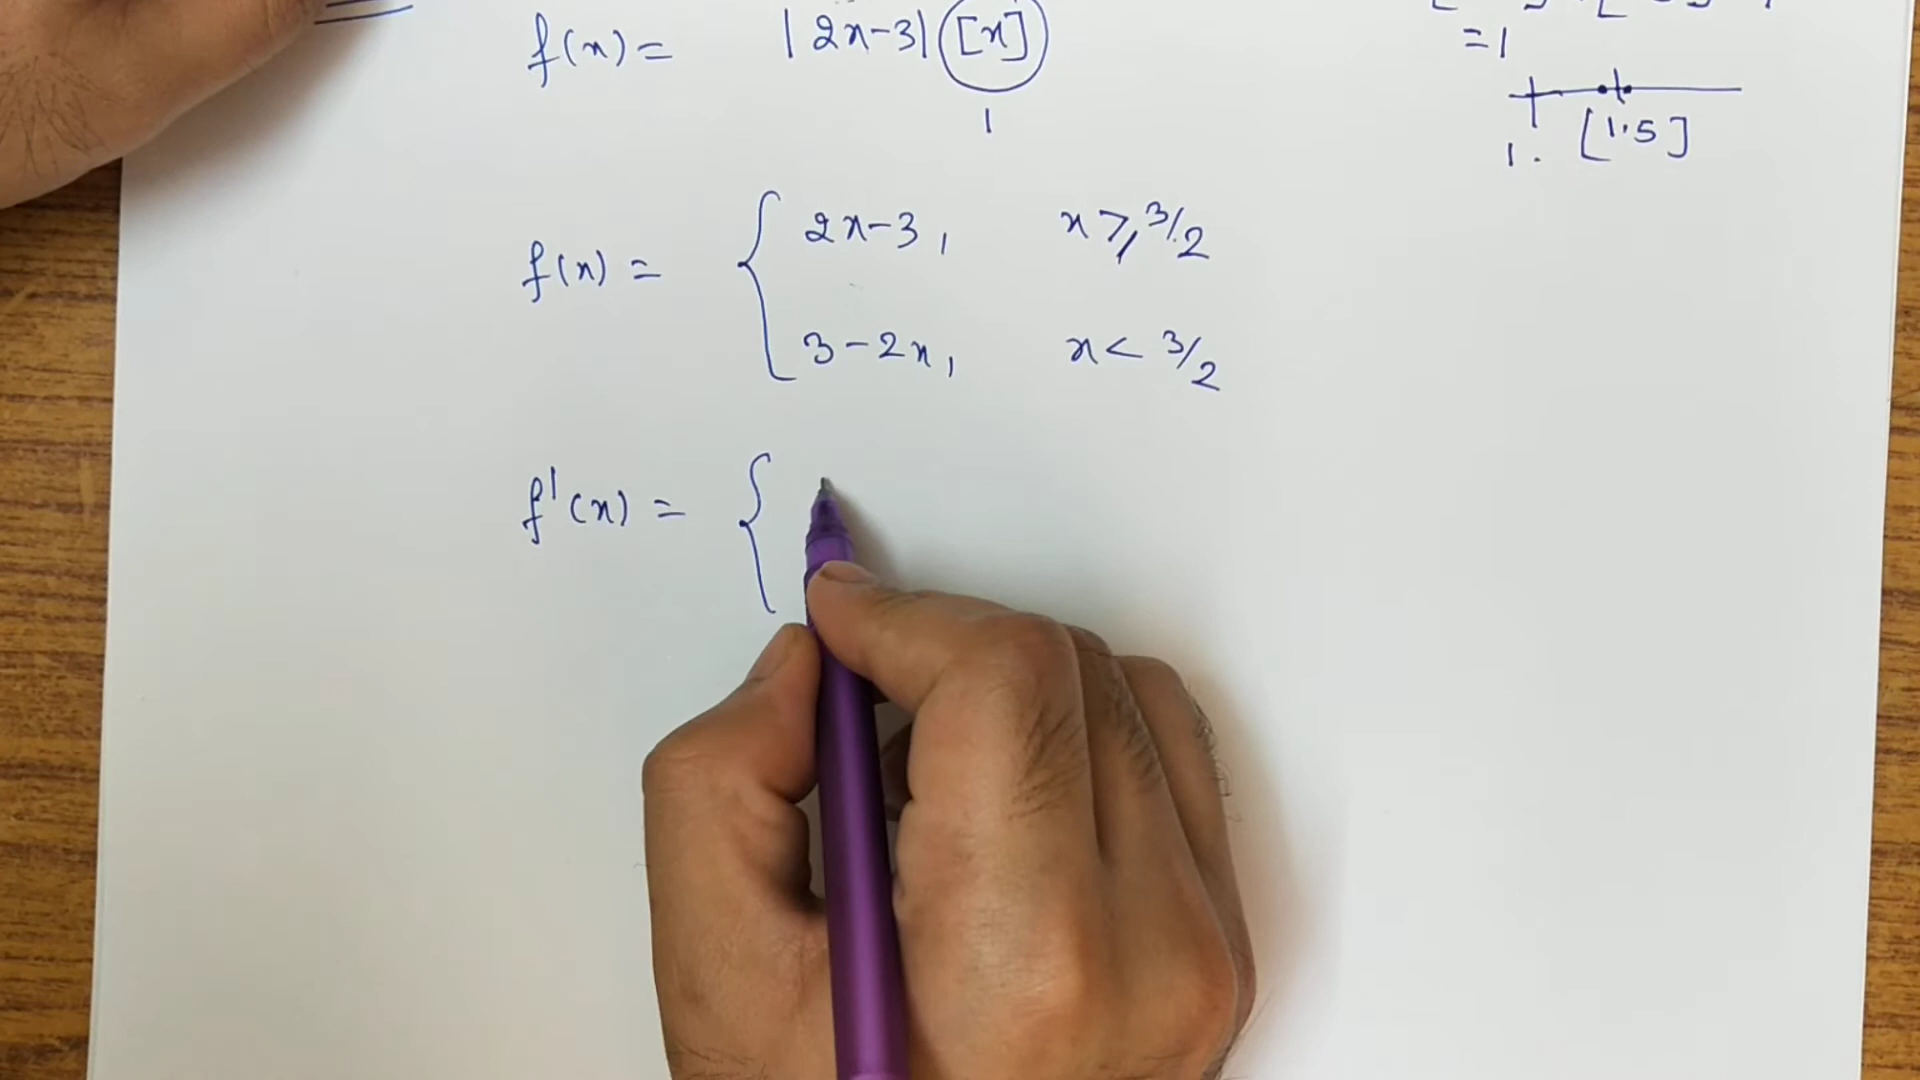 f(x) = |2x-3| [x]
1
= 1
1. [1.5]
f(x) = { 2x-3, x ≥ 3/2
3-2x, x < 3/2
f'(x) = {